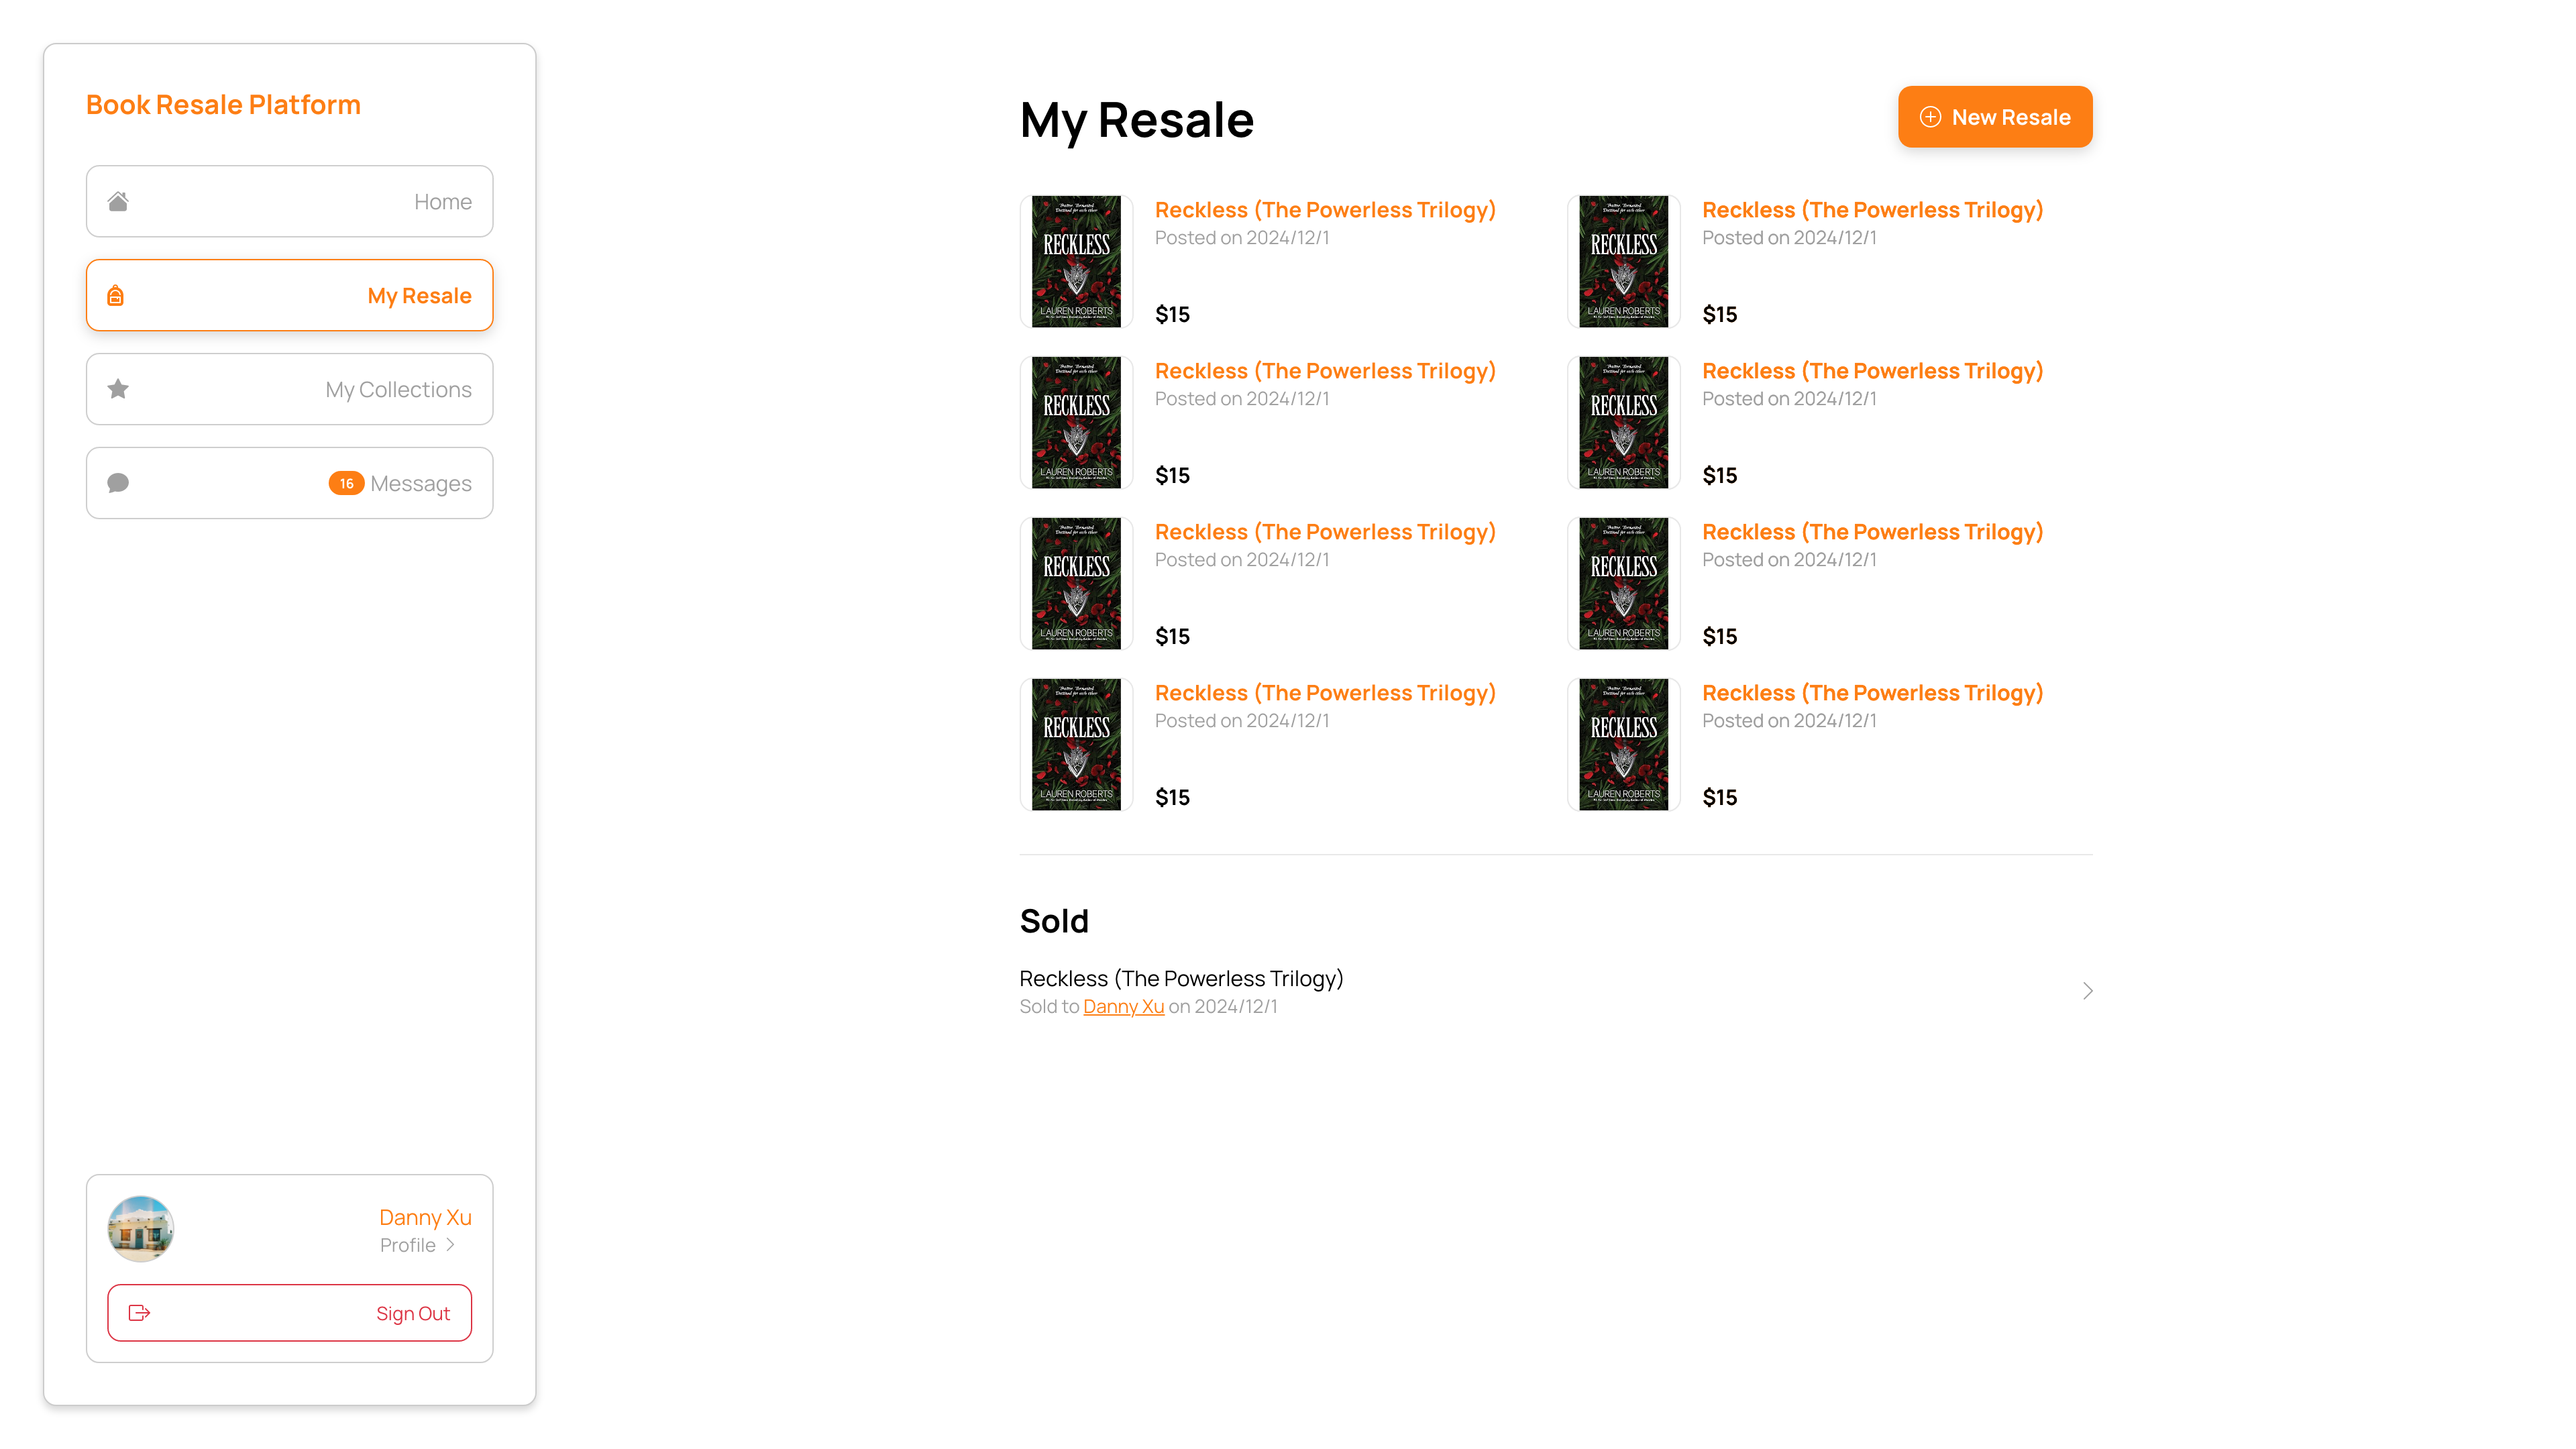 Book Resale Platform
Home
My Resale
My Collections
16 Messages
Danny Xu
Profile
Sign Out
My Resale
New Resale
RECKLESS
LAUREN ROBERTS
Reckless (The Powerless Trilogy)
Posted on 2024/12/1
$15
RECKLESS
LAUREN ROBERTS
Reckless (The Powerless Trilogy)
Posted on 2024/12/1
$15
RECKLESS
LAUREN ROBERTS
Reckless (The Powerless Trilogy)
Posted on 2024/12/1
$15
RECKLESS
LAUREN ROBERTS
Reckless (The Powerless Trilogy)
Posted on 2024/12/1
$15
RECKLESS
LAUREN ROBERTS
Reckless (The Powerless Trilogy)
Posted on 2024/12/1
$15
RECKLESS
LAUREN ROBERTS
Reckless (The Powerless Trilogy)
Posted on 2024/12/1
$15
RECKLESS
LAUREN ROBERTS
Reckless (The Powerless Trilogy)
Posted on 2024/12/1
$15
RECKLESS
LAUREN ROBERTS
Reckless (The Powerless Trilogy)
Posted on 2024/12/1
$15
Sold
Reckless (The Powerless Trilogy)
Sold to Danny Xu on 2024/12/1